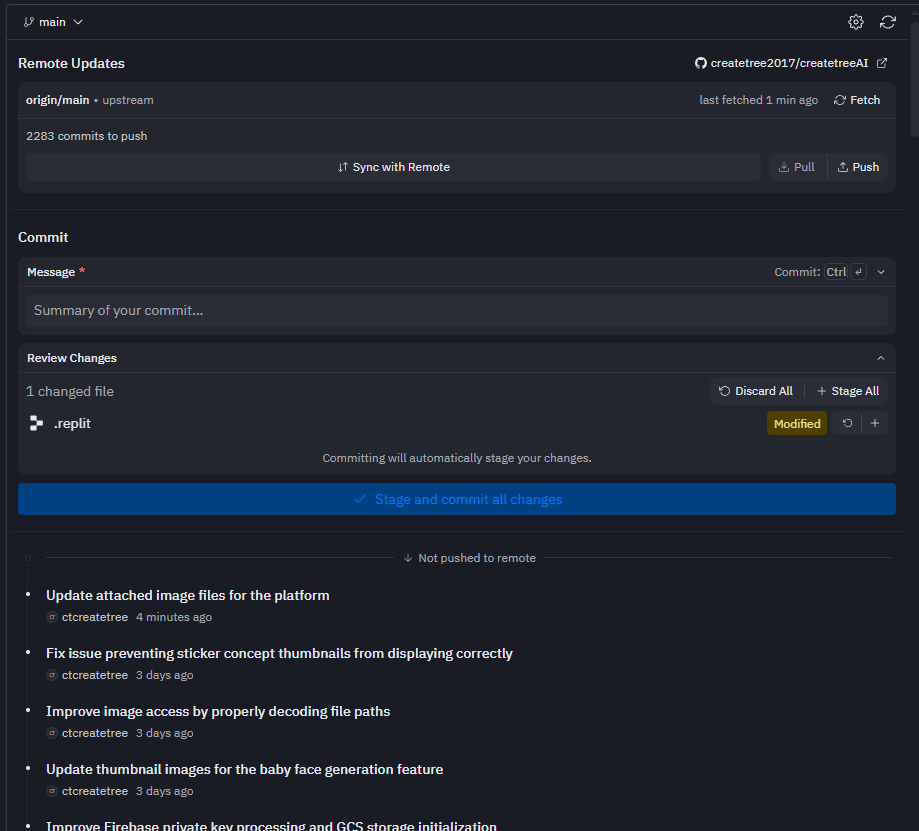 main
Remote Updates createtree2017/createtreeAI
origin/main • upstream last fetched 1 min ago Fetch
2283 commits to push
Sync with Remote Pull Push
Commit
Message * Commit: Ctrl ↵
Summary of your commit...
Review Changes
1 changed file Discard All Stage All
.replit Modified
Committing will automatically stage your changes.
Stage and commit all changes
Not pushed to remote
Update attached image files for the platform
cr ctcreatetree 4 minutes ago
Fix issue preventing sticker concept thumbnails from displaying correctly
cr ctcreatetree 3 days ago
Improve image access by properly decoding file paths
cr ctcreatetree 3 days ago
Update thumbnail images for the baby face generation feature
cr ctcreatetree 3 days ago
Improve Firebase private key processing and GCS storage initialization